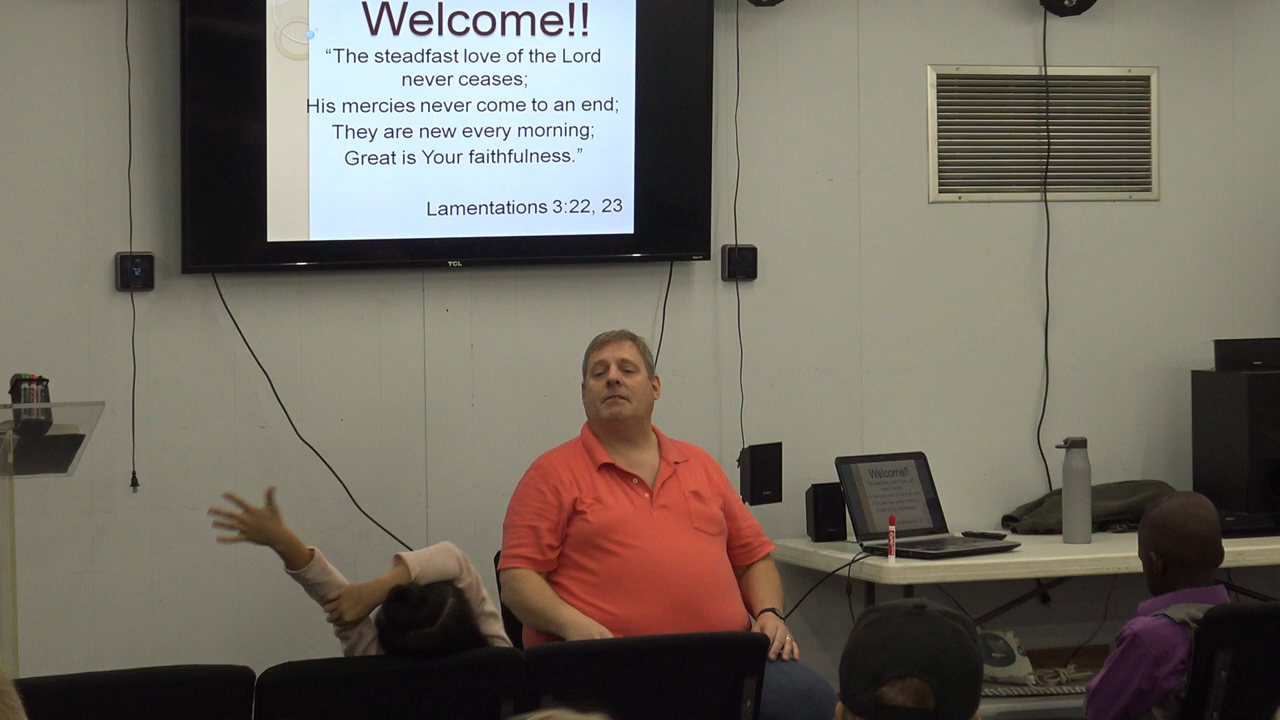 Welcome!!
“The steadfast love of the Lord
never ceases;
His mercies never come to an end;
They are new every morning;
Great is Your faithfulness.”
Lamentations 3:22, 23
TCL
72
Welcome!!